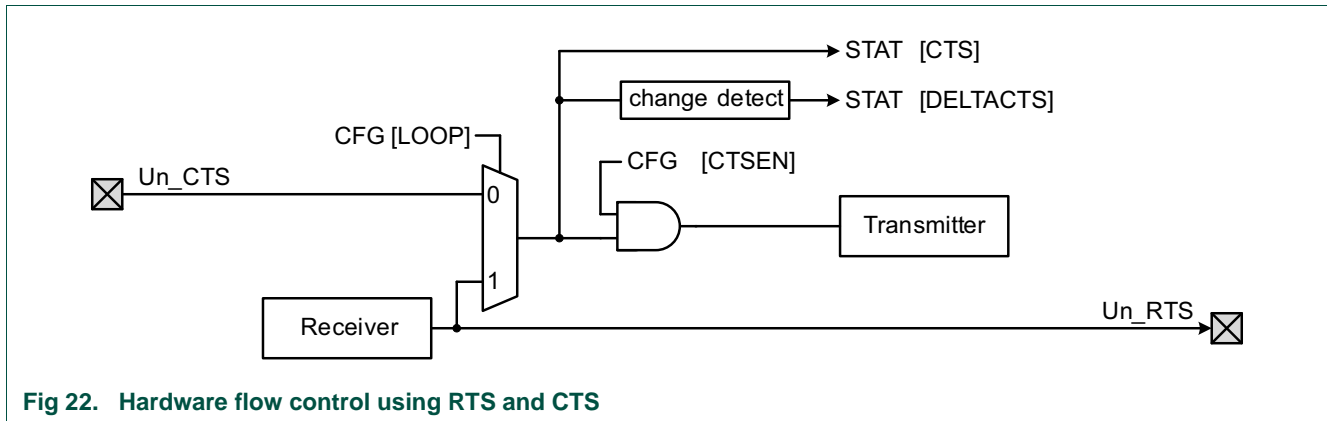 STAT [CTS]
change detect
STAT [DELTACTS]
CFG [LOOP]
CFG [CTSEN]
Un_CTS
0
Transmitter
1
Receiver
Un_RTS
Fig 22. Hardware flow control using RTS and CTS